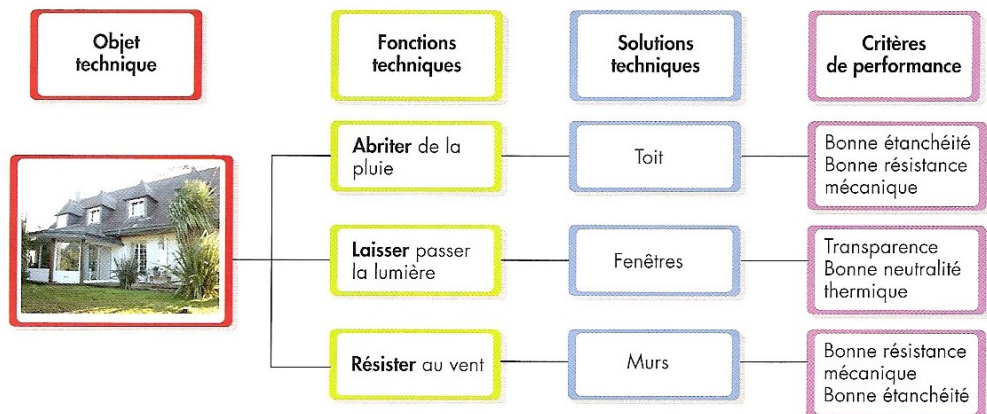 Objet
technique
Fonctions
techniques
Solutions
techniques
Critères
de performance
Abriter de la
pluie
Toit
Bonne étanchéité
Bonne résistance
mécanique
Laisser passer
la lumière
Fenêtres
Transparence
Bonne neutralité
thermique
Résister au vent
Murs
Bonne résistance
mécanique
Bonne étanchéité